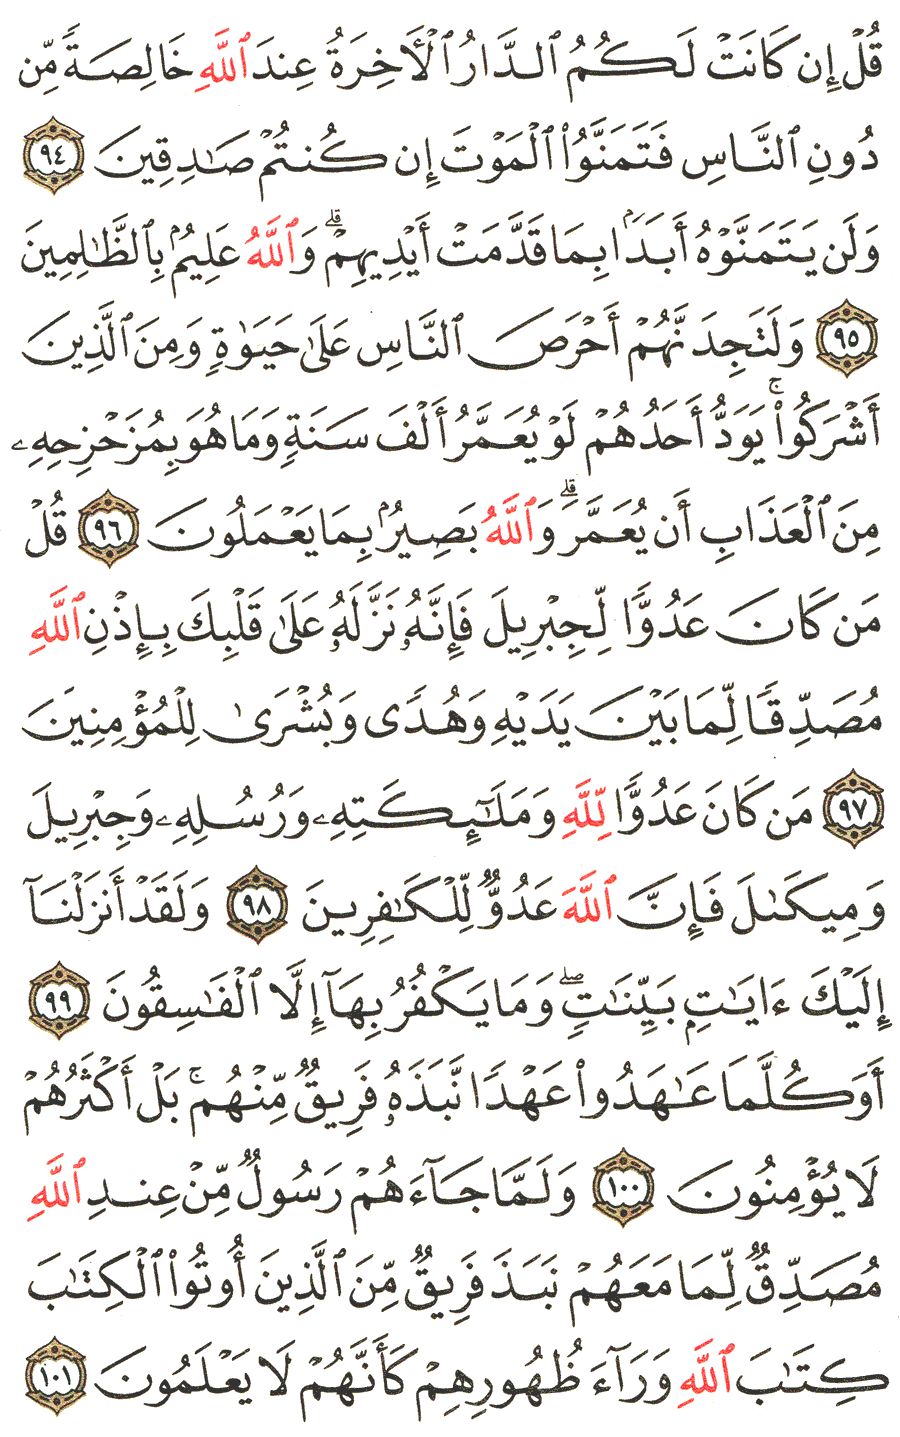 قُلْ إِن كَانَتْ لَكُمُ ٱلدَّارُ ٱلْأَخِرَةُ عِندَ ٱللَّهِ خَالِصَةً مِّن
دُونِ ٱلنَّاسِ فَتَمَنَّوُا۟ ٱلْمَوْتَ إِن كُنتُمْ صَـٰدِقِينَ ٩٤
وَلَن يَتَمَنَّوْهُ أَبَدًۢا بِمَا قَدَّمَتْ أَيْدِيهِمْ ۗ وَٱللَّهُ عَلِيمٌۢ بِٱلظَّـٰلِمِينَ
٩٥ وَلَتَجِدَنَّهُمْ أَحْرَصَ ٱلنَّاسِ عَلَىٰ حَيَوٰةٍ وَمِنَ ٱلَّذِينَ
أَشْرَكُوا۟ ۚ يَوَدُّ أَحَدُهُمْ لَوْ يُعَمَّرُ أَلْفَ سَنَةٍ وَمَا هُوَ بِمُزَحْزِحِهِۦ
مِنَ ٱلْعَذَابِ أَن يُعَمَّرَ ۗ وَٱللَّهُ بَصِيرٌۢ بِمَا يَعْمَلُونَ ٩٦ قُلْ
مَن كَانَ عَدُوًّا لِّجِبْرِيلَ فَإِنَّهُۥ نَزَّلَهُۥ عَلَىٰ قَلْبِكَ بِإِذْنِ ٱللَّهِ
مُصَدِّقًا لِّمَا بَيْنَ يَدَيْهِ وَهُدًى وَبُشْرَىٰ لِلْمُؤْمِنِينَ
٩٧ مَن كَانَ عَدُوًّا لِّلَّهِ وَمَلَـٰٓئِكَتِهِۦ وَرُسُلِهِۦ وَجِبْرِيلَ
وَمِيكَىٰلَ فَإِنَّ ٱللَّهَ عَدُوٌّ لِّلْكَـٰفِرِينَ ٩٨ وَلَقَدْ أَنزَلْنَآ
إِلَيْكَ ءَايَـٰتٍۭ بَيِّنَـٰتٍ ۖ وَمَا يَكْفُرُ بِهَآ إِلَّا ٱلْفَـٰسِقُونَ ٩٩
أَوَكُلَّمَا عَـٰهَدُوا۟ عَهْدًا نَّبَذَهُۥ فَرِيقٌ مِّنْهُم ۚ بَلْ أَكْثَرُهُمْ
لَا يُؤْمِنُونَ ١٠٠ وَلَمَّا جَآءَهُمْ رَسُولٌ مِّنْ عِندِ ٱللَّهِ
مُصَدِّقٌ لِّمَا مَعَهُمْ نَبَذَ فَرِيقٌ مِّنَ ٱلَّذِينَ أُوتُوا۟ ٱلْكِتَـٰبَ
كِتَـٰبَ ٱللَّهِ وَرَآءَ ظُهُورِهِمْ كَأَنَّهُمْ لَا يَعْلَمُونَ ١٠١